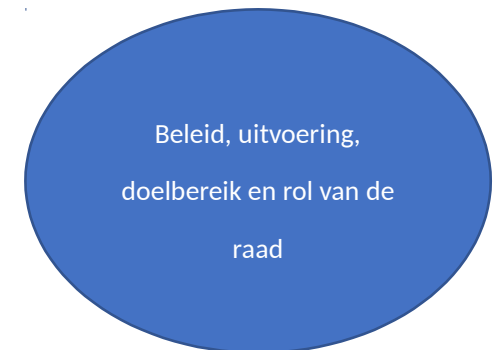 Beleid, uitvoering,
doelbereik en rol van de
raad